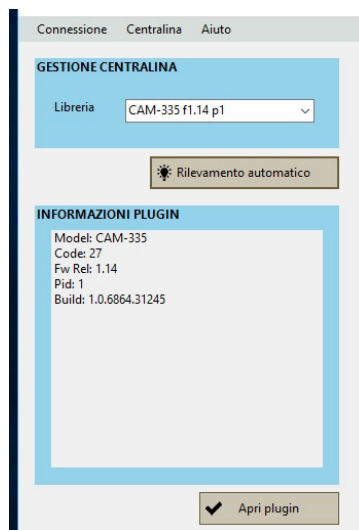 Connessione Centralina Aiuto
GESTIONE CENTRALINA
Libreria CAM-335 f1.14 p1
Rilevamento automatico
INFORMAZIONI PLUGIN
Model: CAM-335
Code: 27
Fw Rel: 1.14
Pid: 1
Build: 1.0.6864.31245
Apri plugin